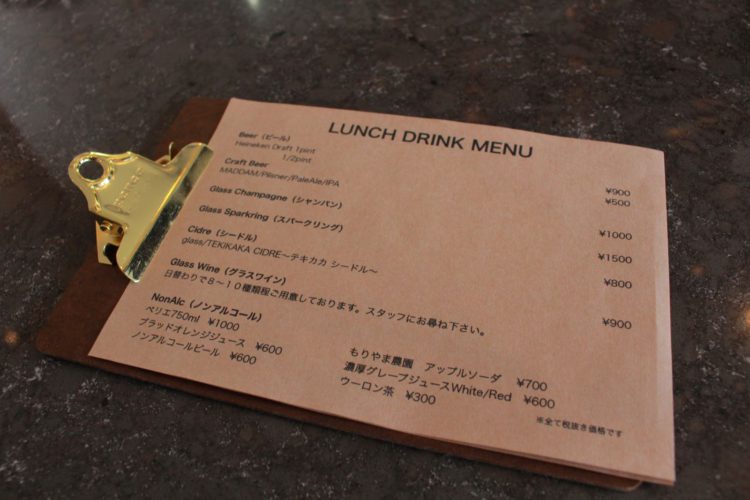 LUNCH DRINK MENU
Beer（ビール）
Heineken Draft 1pint ¥900
1/2pint ¥500
Craft Beer
MADDAM/Pilsner/PaleAle/IPA ¥1000
Glass Champagne（シャンパン） ¥1500
Glass Sparkring（スパークリング） ¥800
Cidre（シードル）
glass/TEKIKAKA CIDRE〜テキカカ シードル〜 ¥900
Glass Wine（グラスワイン）
日替わりで８〜１０種類程ご用意しております。スタッフにお尋ね下さい。
NonAlc（ノンアルコール）
ペリエ750ml ¥1000
ブラッドオレンジジュース ¥600
ノンアルコールビール ¥600
もりやま農園 アップルソーダ ¥700
濃厚グレープジュースWhite/Red ¥600
ウーロン茶 ¥300
※全て税抜き価格です